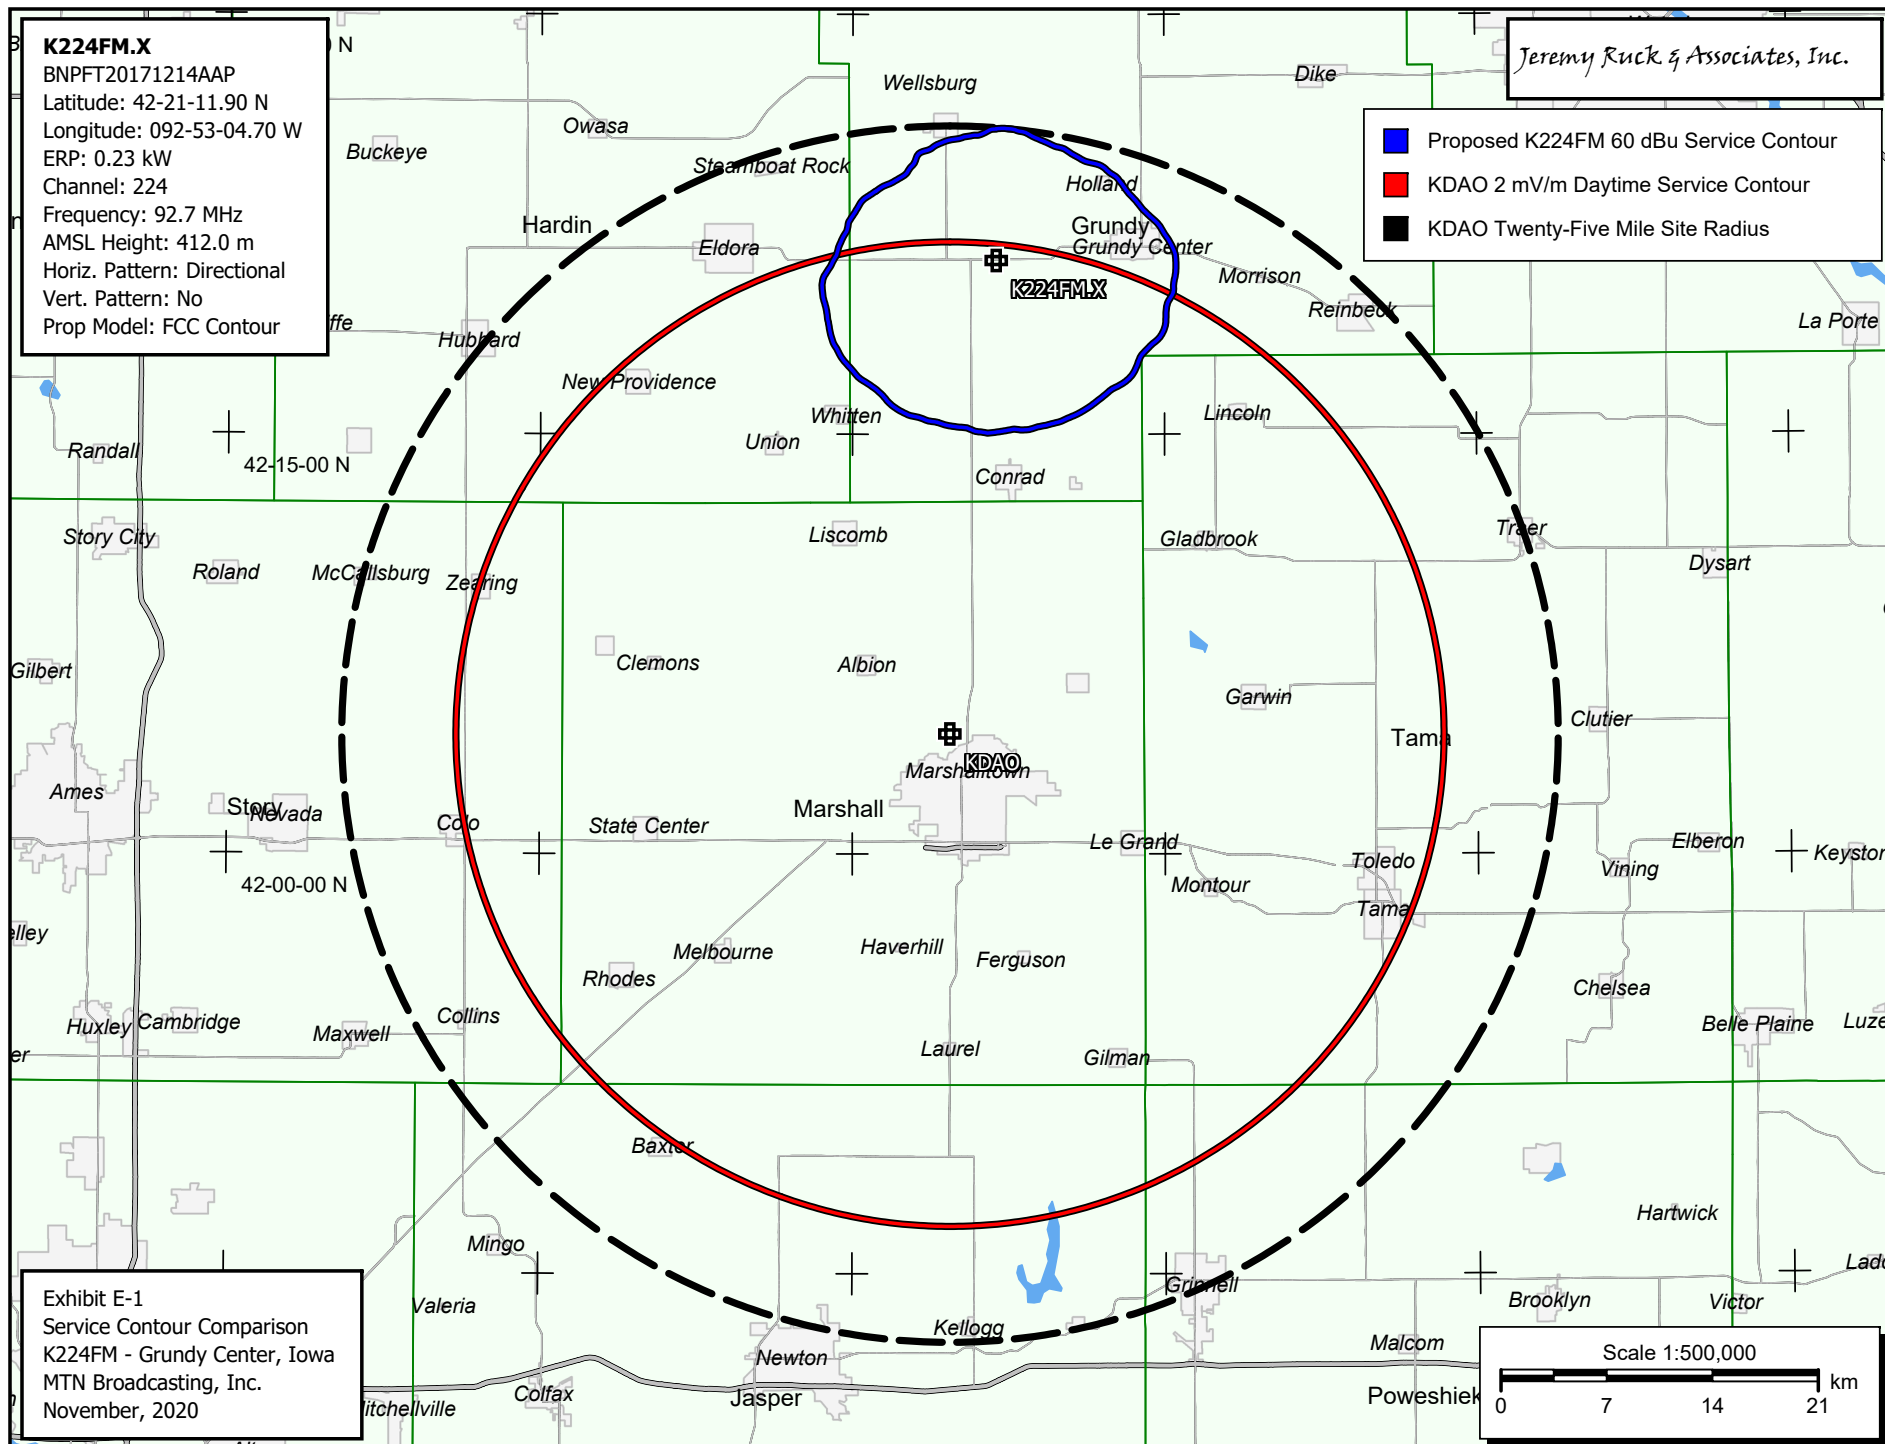 K224FM.X
BNPFT20171214AAP
Latitude: 42-21-11.90 N
Longitude: 092-53-04.70 W
ERP: 0.23 kW
Channel: 224
Frequency: 92.7 MHz
AMSL Height: 412.0 m
Horiz. Pattern: Directional
Vert. Pattern: No
Prop Model: FCC Contour
N
Jeremy Ruck & Associates, Inc.
Proposed K224FM 60 dBu Service Contour
KDAO 2 mV/m Daytime Service Contour
KDAO Twenty-Five Mile Site Radius
Wellsburg
Dike
Owasa
Buckeye
Steamboat Rock
Holland
Hardin
Grundy
Eldora
Grundy Center
Morrison
K224FM.X
Reinbeck
La Porte
iffe
Hubbard
New Providence
Whitten
Lincoln
Union
Randall
42-15-00 N
Conrad
Story City
Liscomb
Gladbrook
Traer
Dysart
Roland
McCallsburg
Zearing
Gilbert
Clemons
Albion
Garwin
Clutier
Tama
KDAO
Marshalltown
Ames
Story
Nevada
Marshall
Colo
State Center
Le Grand
Toledo
Elberon
Keystor
Vining
42-00-00 N
Montour
Tama
elley
Melbourne
Haverhill
Ferguson
Rhodes
Chelsea
Huxley
Cambridge
Maxwell
Collins
Belle Plaine
Luze
er
Laurel
Gilman
Baxter
Hartwick
Mingo
Ladd
Grinnell
Valeria
Brooklyn
Victor
Kellogg
Malcom
Newton
Colfax
Jasper
Poweshiek
litchellville
Exhibit E-1
Service Contour Comparison
K224FM - Grundy Center, Iowa
MTN Broadcasting, Inc.
November, 2020
Scale 1:500,000
km
0 7 14 21